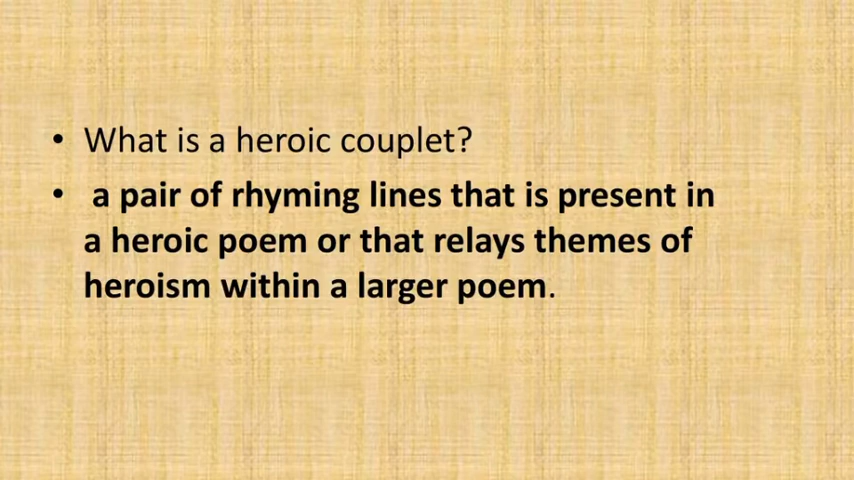 • What is a heroic couplet?
• a pair of rhyming lines that is present in
a heroic poem or that relays themes of
heroism within a larger poem.